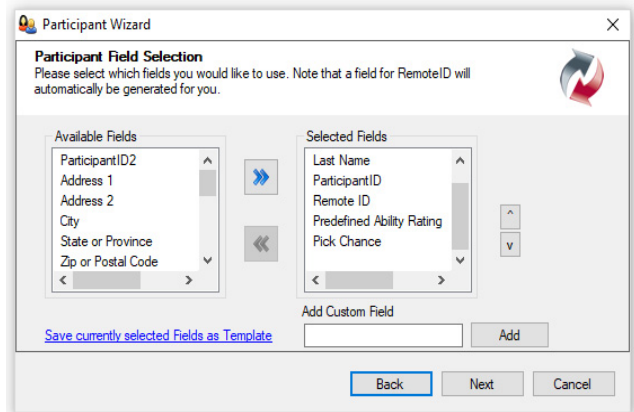 Participant Wizard
Participant Field Selection
Please select which fields you would like to use. Note that a field for RemoteID will
automatically be generated for you.
Available Fields
ParticipantID2
Address 1
Address 2
City
State or Province
Zip or Postal Code
Selected Fields
Last Name
ParticipantID
Remote ID
Predefined Ability Rating
Pick Chance
^
v
Add Custom Field
Save currently selected Fields as Template
Add
Back
Next
Cancel